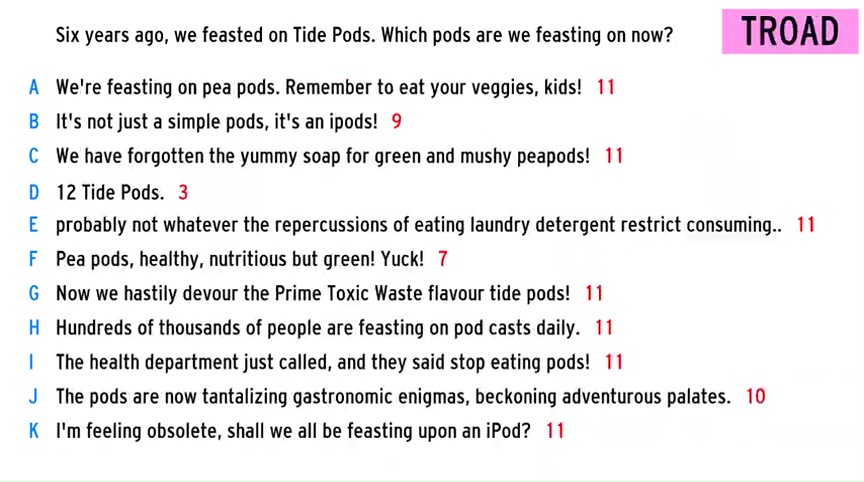 Six years ago, we feasted on Tide Pods. Which pods are we feasting on now?
TROAD
A We're feasting on pea pods. Remember to eat your veggies, kids! 11
B It's not just a simple pods, it's an ipods! 9
C We have forgotten the yummy soap for green and mushy peapods! 11
D 12 Tide Pods. 3
E probably not whatever the repercussions of eating laundry detergent restrict consuming.. 11
F Pea pods, healthy, nutritious but green! Yuck! 7
G Now we hastily devour the Prime Toxic Waste flavour tide pods! 11
H Hundreds of thousands of people are feasting on pod casts daily. 11
I The health department just called, and they said stop eating pods! 11
J The pods are now tantalizing gastronomic enigmas, beckoning adventurous palates. 10
K I'm feeling obsolete, shall we all be feasting upon an iPod? 11